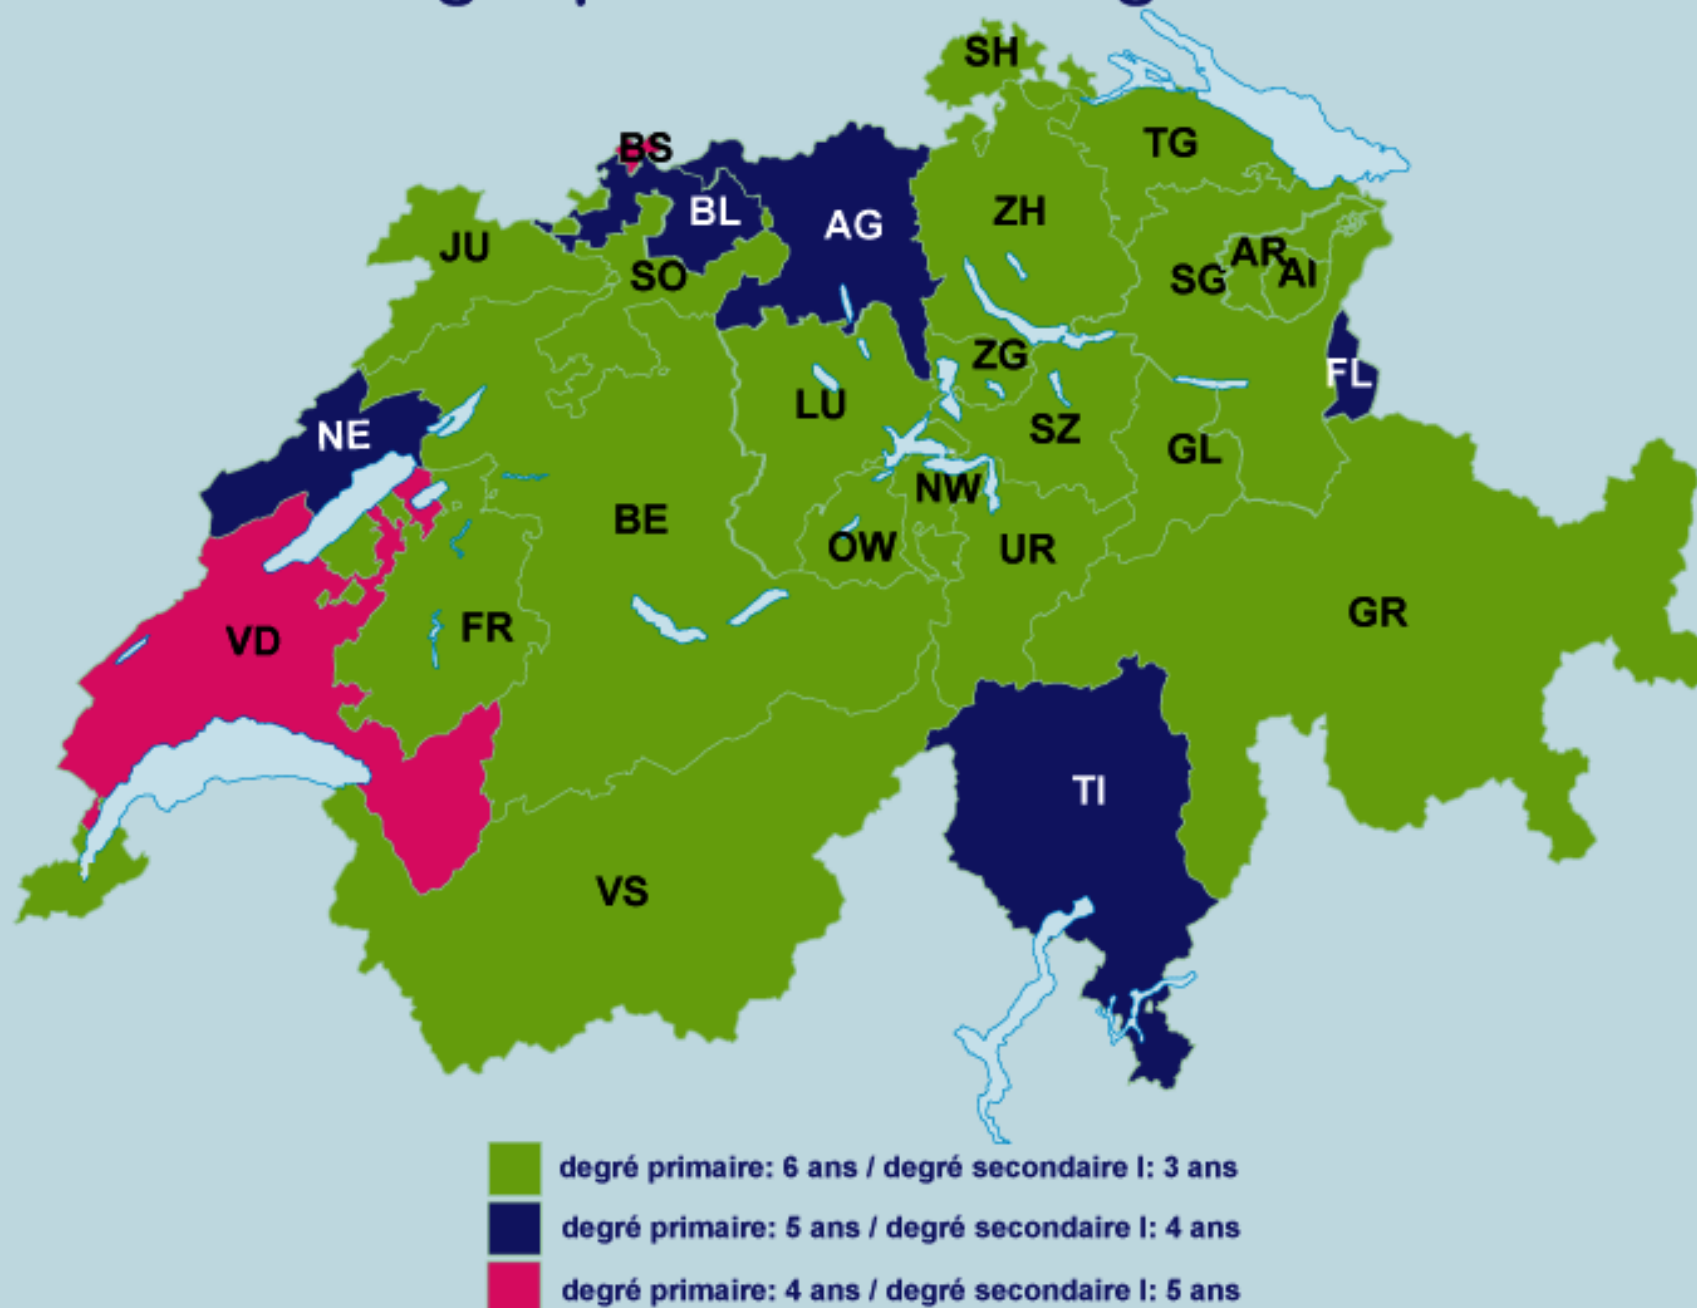 SH
BS
TG
BL
AG
ZH
JU
SO
SG
AR
AI
ZG
FL
LU
NE
SZ
GL
NW
BE
OW
UR
VD
FR
GR
TI
VS
degré primaire: 6 ans / degré secondaire I: 3 ans
degré primaire: 5 ans / degré secondaire I: 4 ans
degré primaire: 4 ans / degré secondaire I: 5 ans